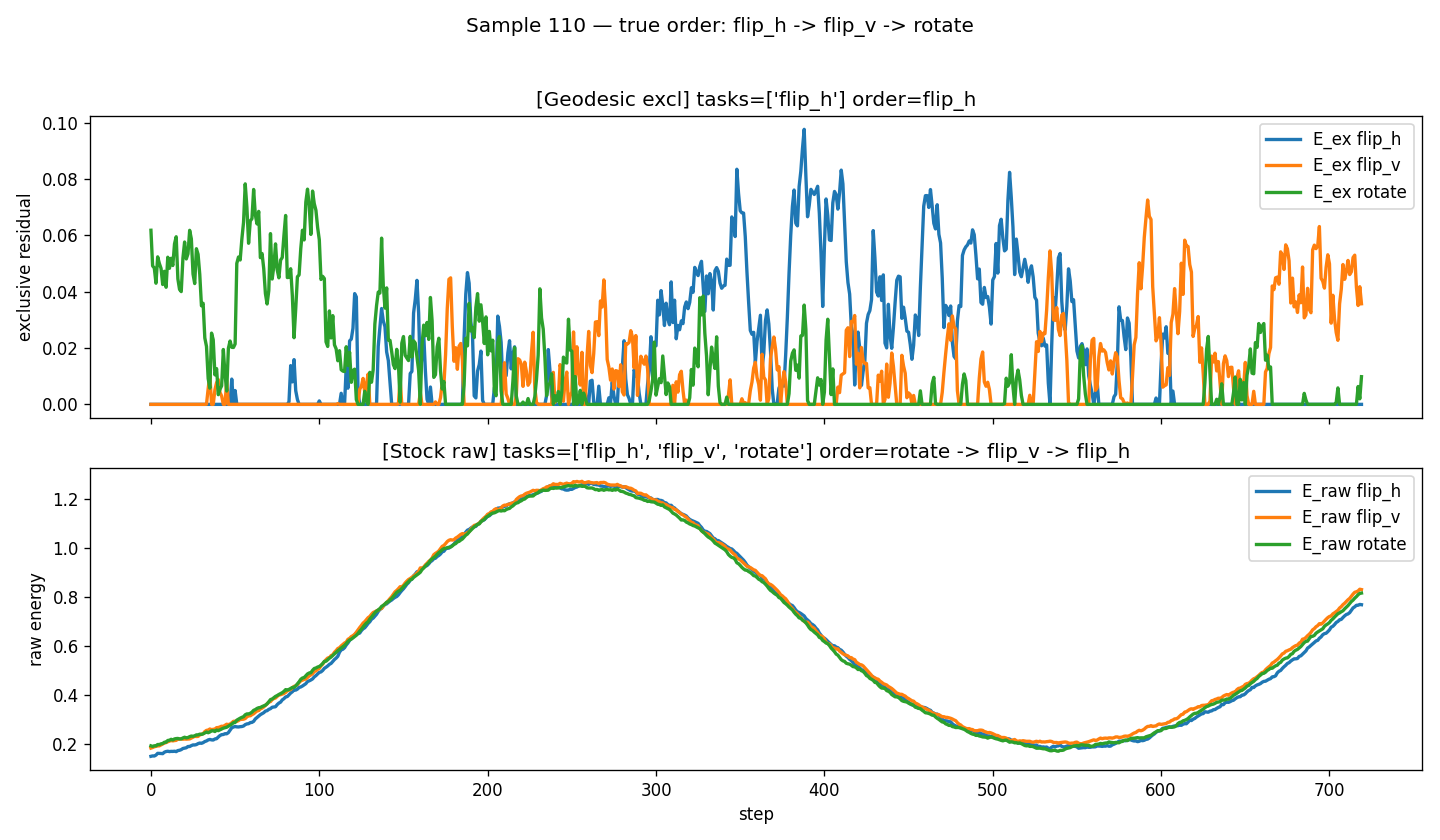 Sample 110 — true order: flip_h -> flip_v -> rotate
[Geodesic excl] tasks=['flip_h'] order=flip_h
0.10
0.08
0.06
0.04
0.02
0.00
exclusive residual
E_ex flip_h
E_ex flip_v
E_ex rotate
[Stock raw] tasks=['flip_h', 'flip_v', 'rotate'] order=rotate -> flip_v -> flip_h
1.2
1.0
0.8
0.6
0.4
0.2
raw energy
E_raw flip_h
E_raw flip_v
E_raw rotate
0 100 200 300 400 500 600 700
step